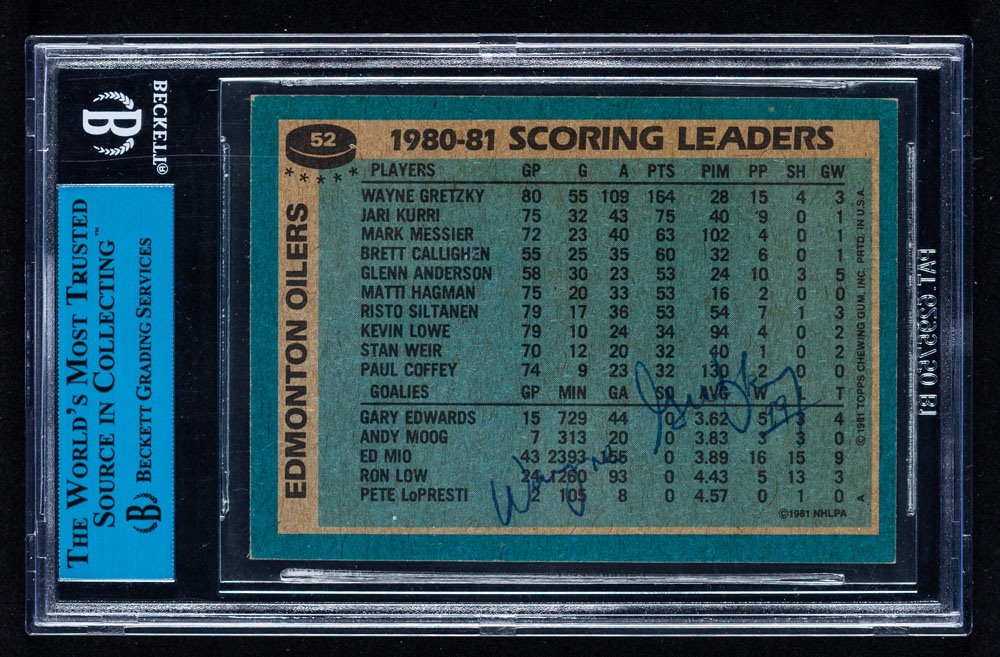 BECKETT®
B
THE WORLD'S MOST TRUSTED
SOURCE IN COLLECTING™
B BECKETT GRADING SERVICES
52
1980-81 SCORING LEADERS
EDMONTON OILERS
PLAYERS GP G A PTS PIM PP SH GW
WAYNE GRETZKY 80 55 109 164 28 15 4 3
JARI KURRI 75 32 43 75 40 9 0 1
MARK MESSIER 72 23 40 63 102 4 0 1
BRETT CALLIGHEN 55 25 35 60 32 6 0 1
GLENN ANDERSON 58 30 23 53 24 10 3 5
MATTI HAGMAN 75 20 33 53 16 2 0 0
RISTO SILTANEN 79 17 36 53 54 7 1 3
KEVIN LOWE 79 10 24 34 94 4 0 2
STAN WEIR 70 12 20 32 40 1 0 2
PAUL COFFEY 74 9 23 32 130 2 0 0
GOALIES GP MIN GA SO AVG W L T
GARY EDWARDS 15 729 44 0 3.62 5 3 4
ANDY MOOG 7 313 20 0 3.83 3 3 0
ED MIO 43 2393 155 0 3.89 16 15 9
RON LOW 24 1260 93 0 4.43 5 13 3
PETE LoPRESTI 2 105 8 0 4.57 0 1 0
©1981 NHLPA
A
© 1981 TOPPS CHEWING GUM, INC. PRTD. IN U.S.A.
Wayne Gretzky